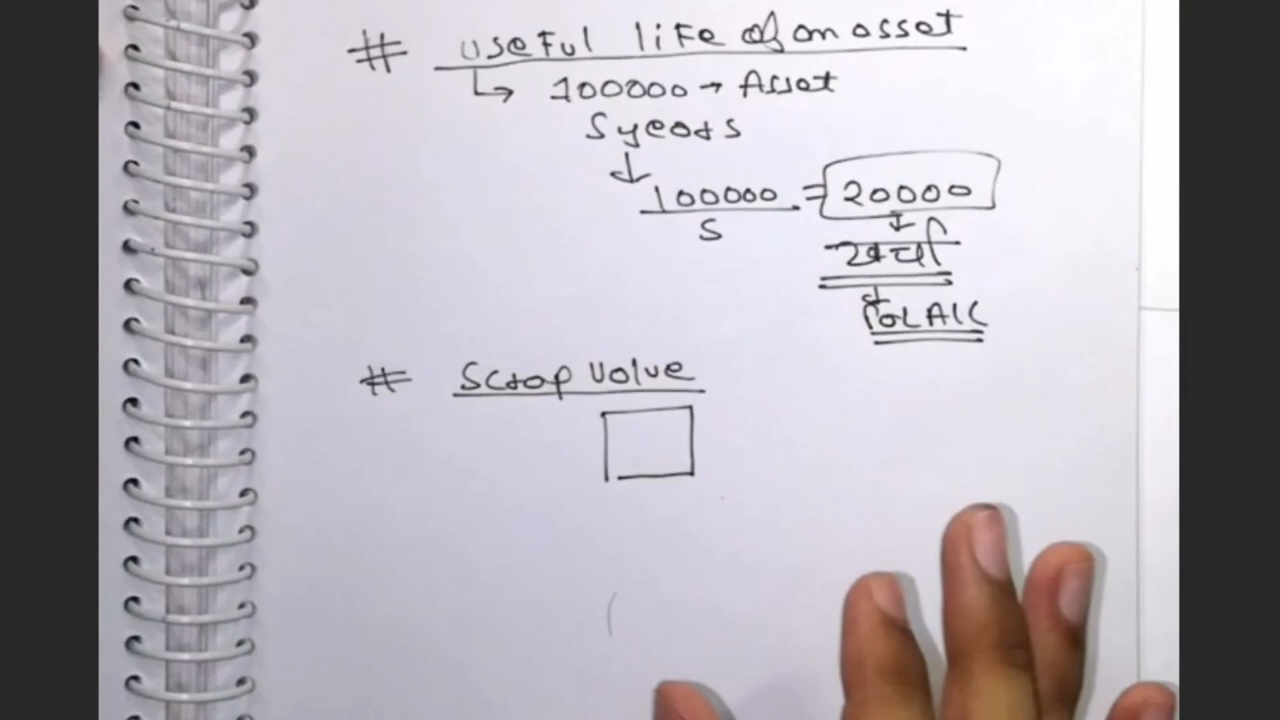 # Useful life of an asset
↳ 100000 → Asset
5 years
↓
100000 = 20000
5
↓
खर्चा
↓
P&L A/C
# Scrap Value